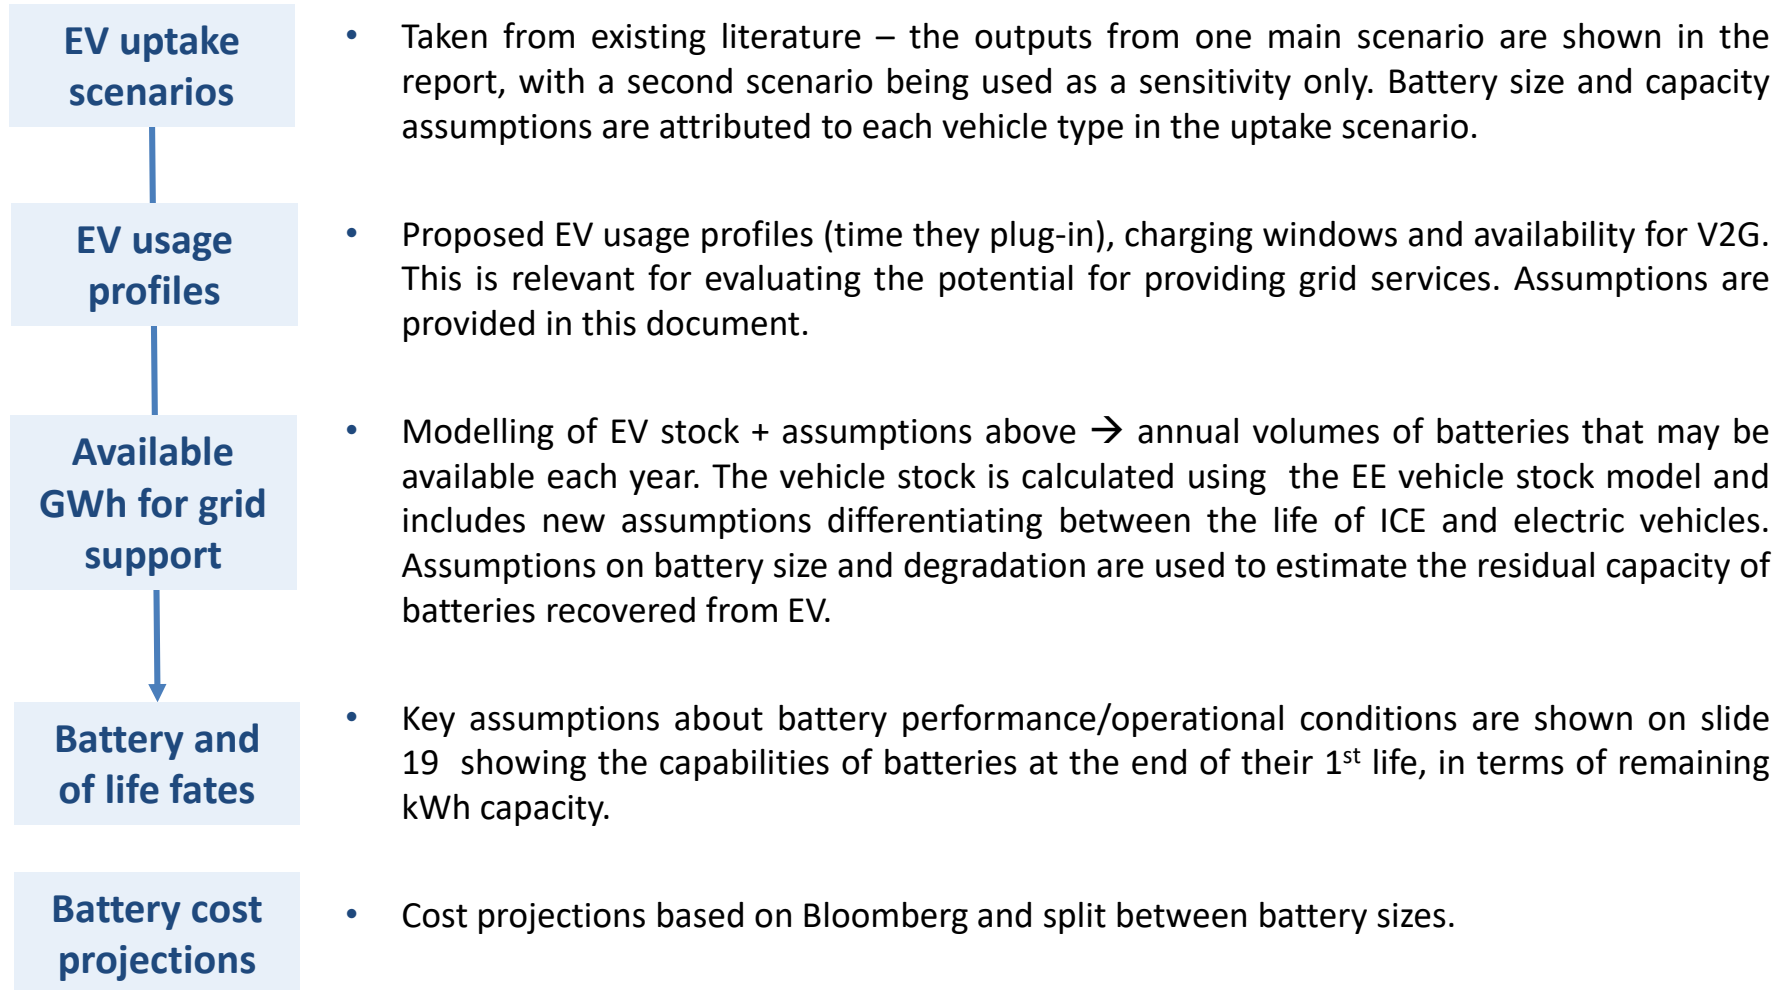 EV uptake
scenarios
• Taken from existing literature – the outputs from one main scenario are shown in the
report, with a second scenario being used as a sensitivity only. Battery size and capacity
assumptions are attributed to each vehicle type in the uptake scenario.
EV usage
profiles
• Proposed EV usage profiles (time they plug-in), charging windows and availability for V2G.
This is relevant for evaluating the potential for providing grid services. Assumptions are
provided in this document.
Available
GWh for grid
support
• Modelling of EV stock + assumptions above → annual volumes of batteries that may be
available each year. The vehicle stock is calculated using the EE vehicle stock model and
includes new assumptions differentiating between the life of ICE and electric vehicles.
Assumptions on battery size and degradation are used to estimate the residual capacity of
batteries recovered from EV.
Battery and
of life fates
• Key assumptions about battery performance/operational conditions are shown on slide
19 showing the capabilities of batteries at the end of their 1st life, in terms of remaining
kWh capacity.
Battery cost
projections
• Cost projections based on Bloomberg and split between battery sizes.